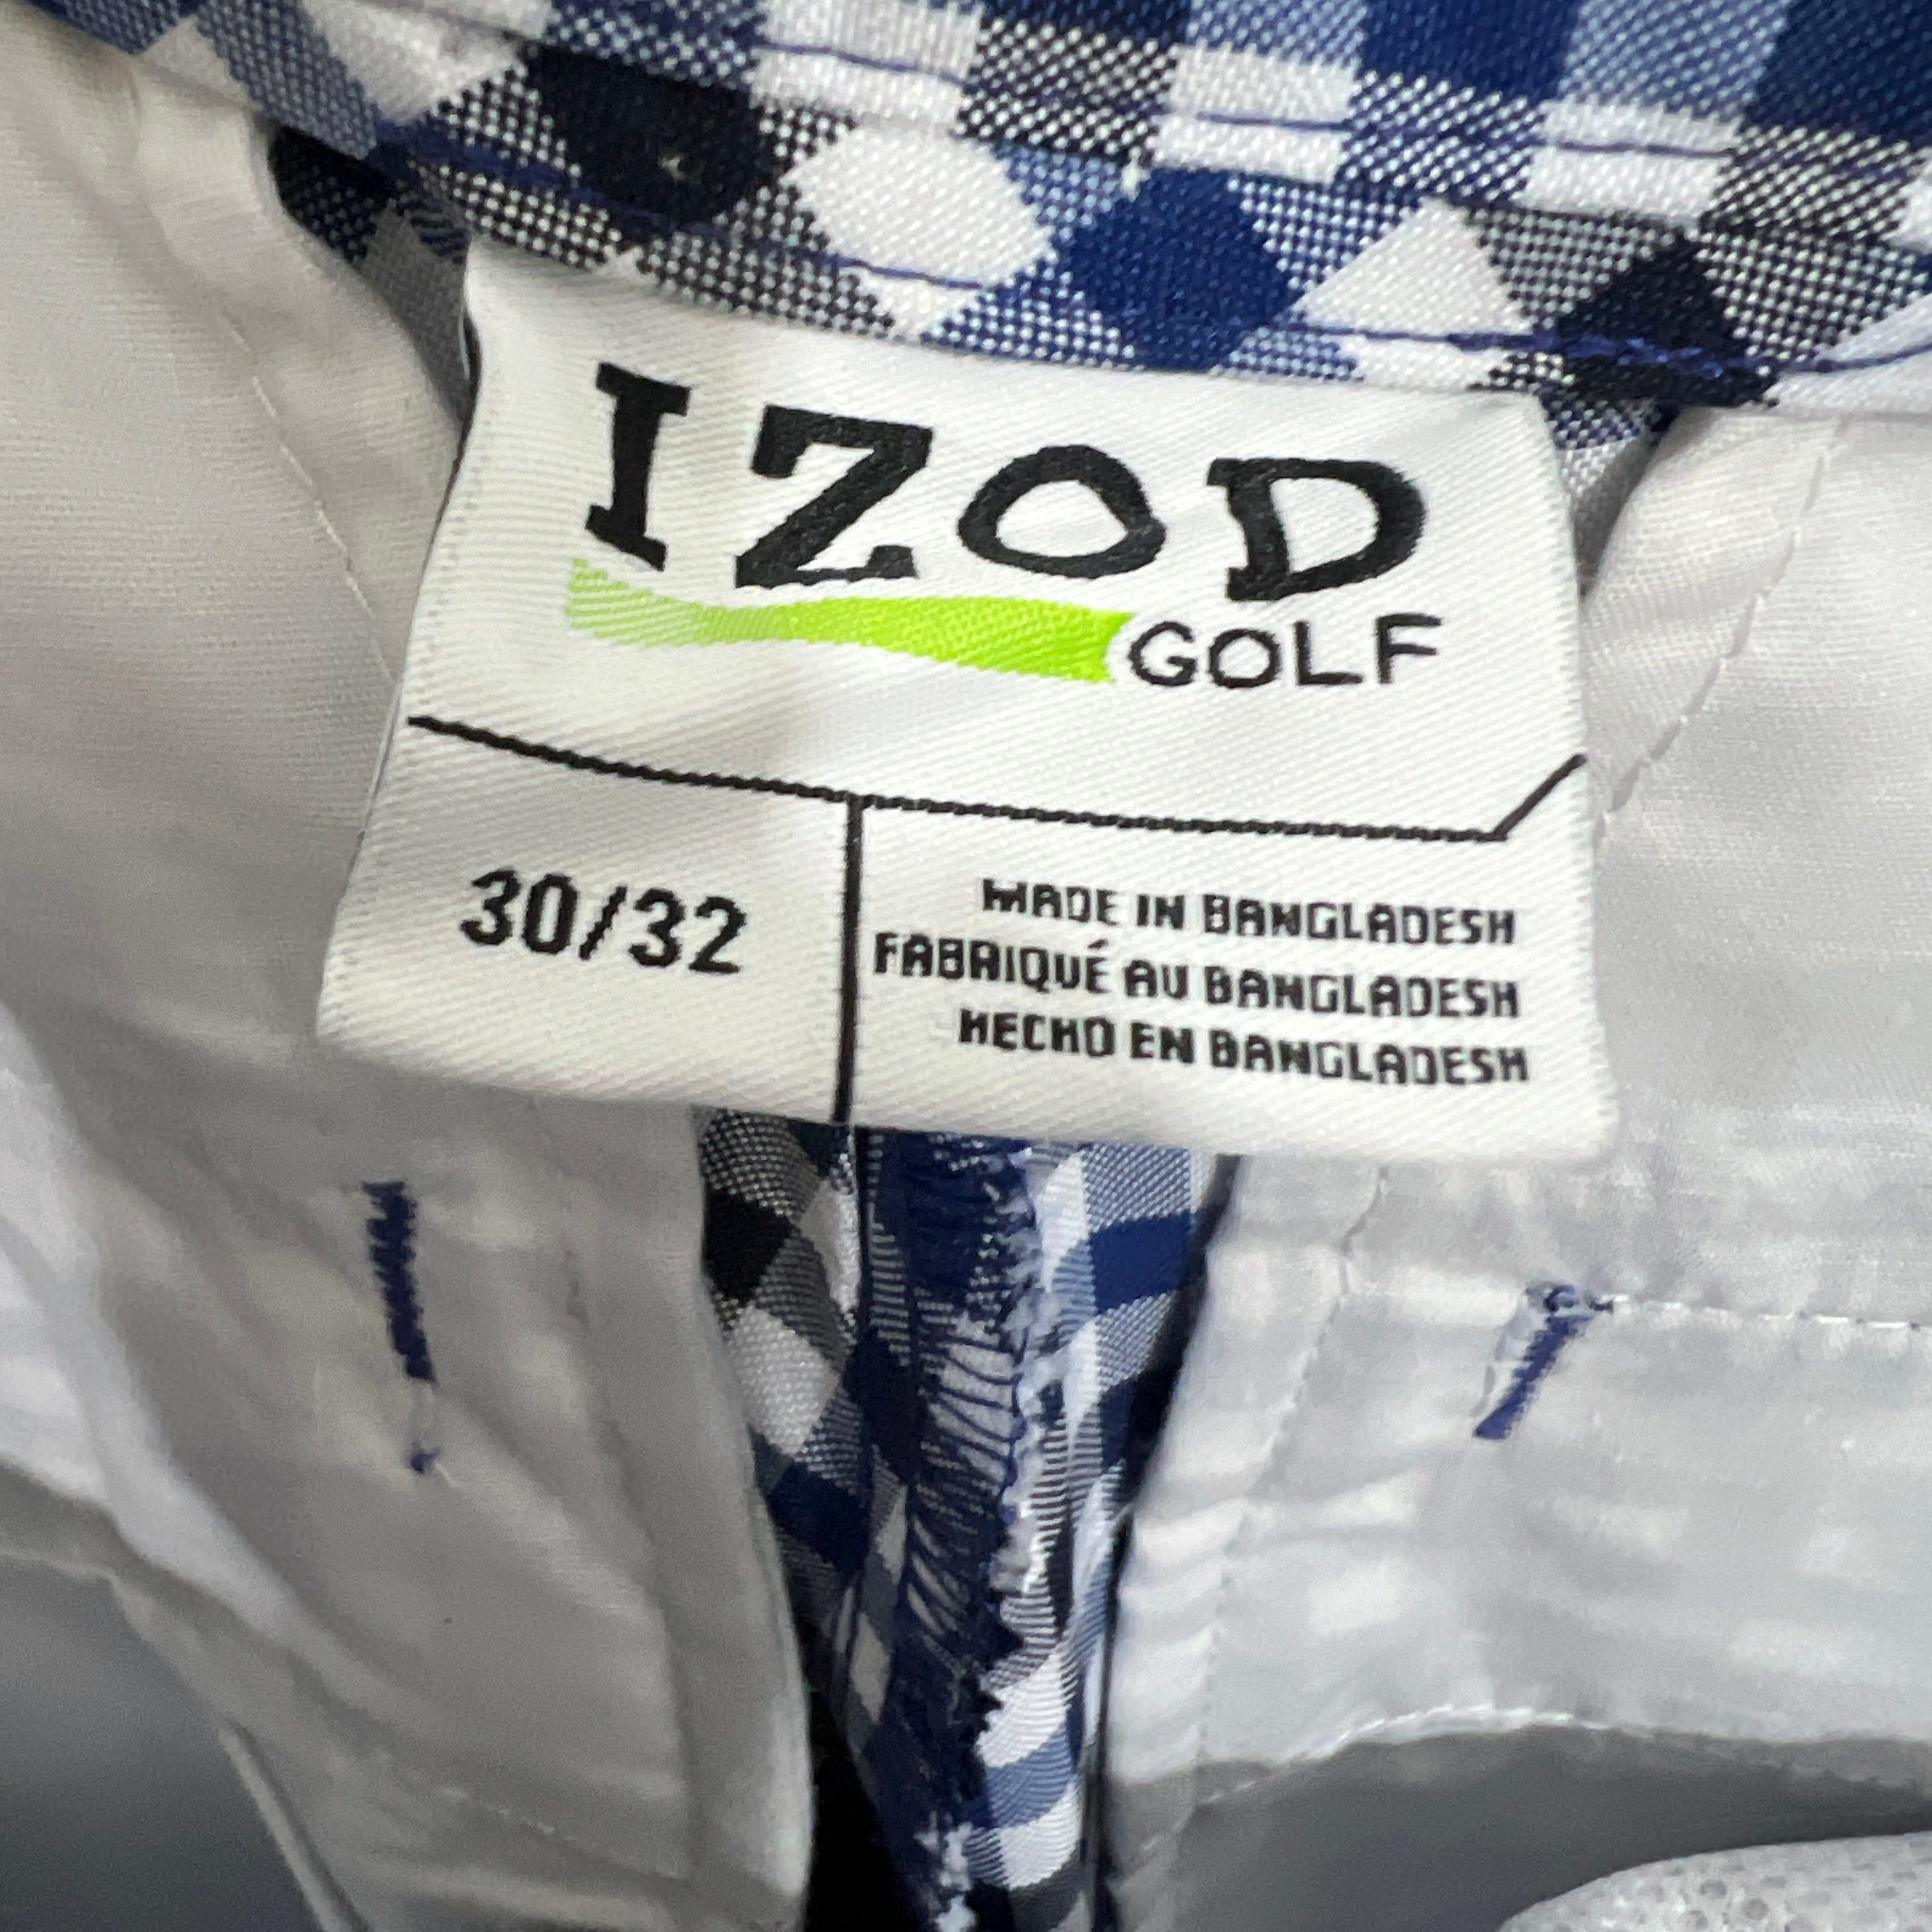 IZOD
GOLF
30/32
MADE IN BANGLADESH
FABRIQUÉ AU BANGLADESH
HECHO EN BANGLADESH